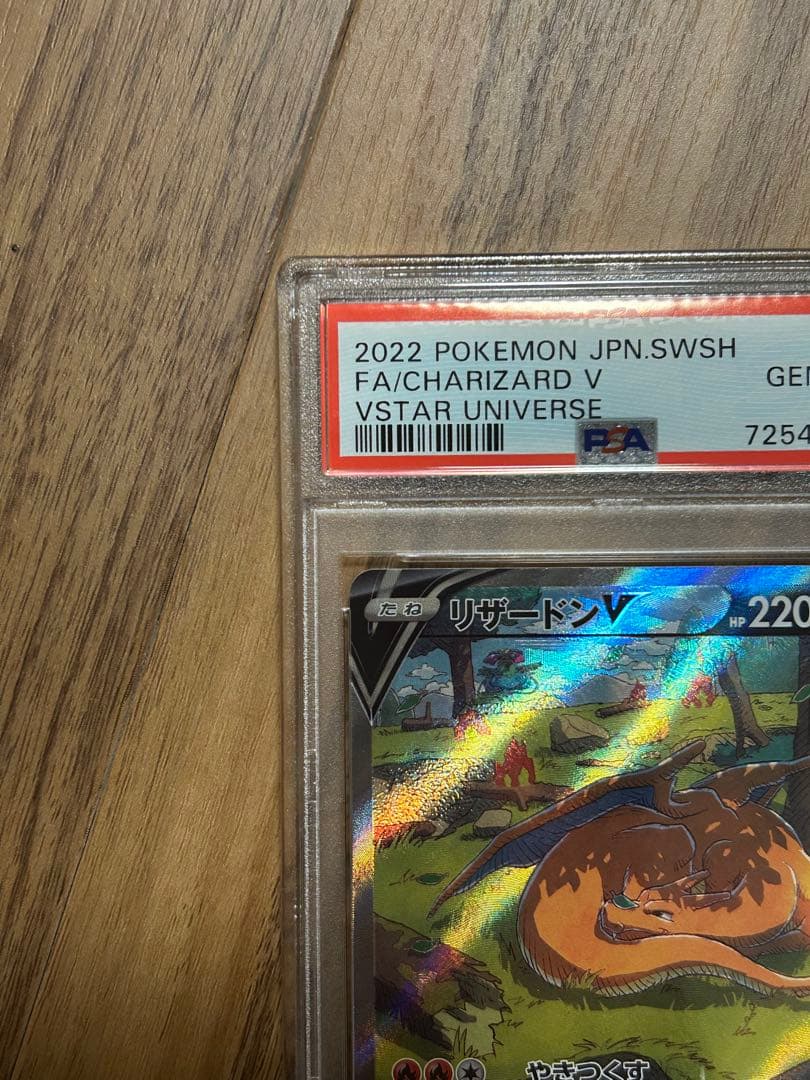 2022 POKEMON JPN.SWSH
FA/CHARIZARD V GEM
VSTAR UNIVERSE
PSA 7254
たね リザードンV HP 220
やきつくす